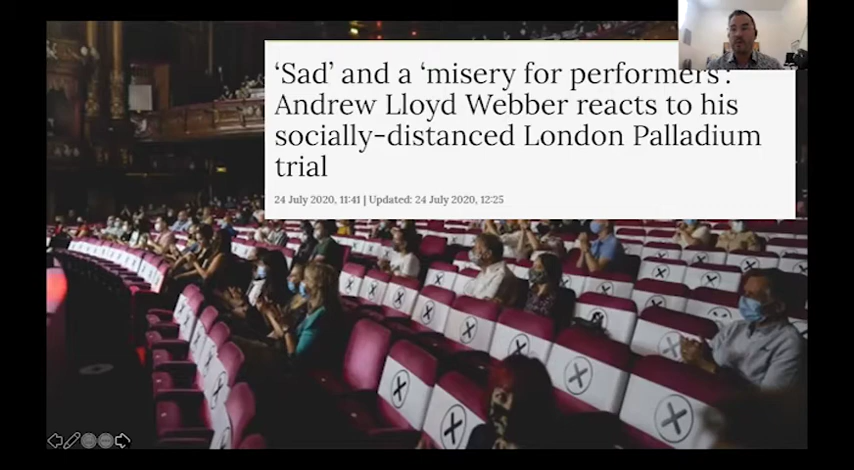 ‘Sad’ and a ‘misery for performers’:
Andrew Lloyd Webber reacts to his
socially-distanced London Palladium
trial
24 July 2020, 11:41 | Updated: 24 July 2020, 12:25